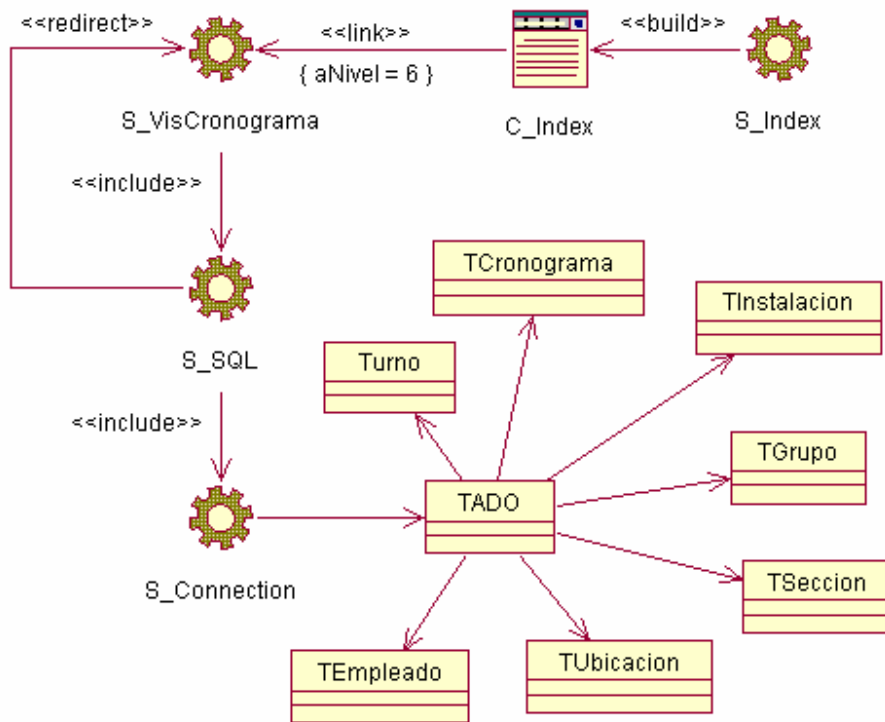 <<redirect>>
<<link>>
<<build>>
{ aNivel = 6 }
S_VisCronograma
C_Index
S_Index
<<include>>
TCronograma
TInstalacion
S_SQL
Turno
<<include>>
TGrupo
TADO
S_Connection
TSeccion
TEmpleado
TUbicacion